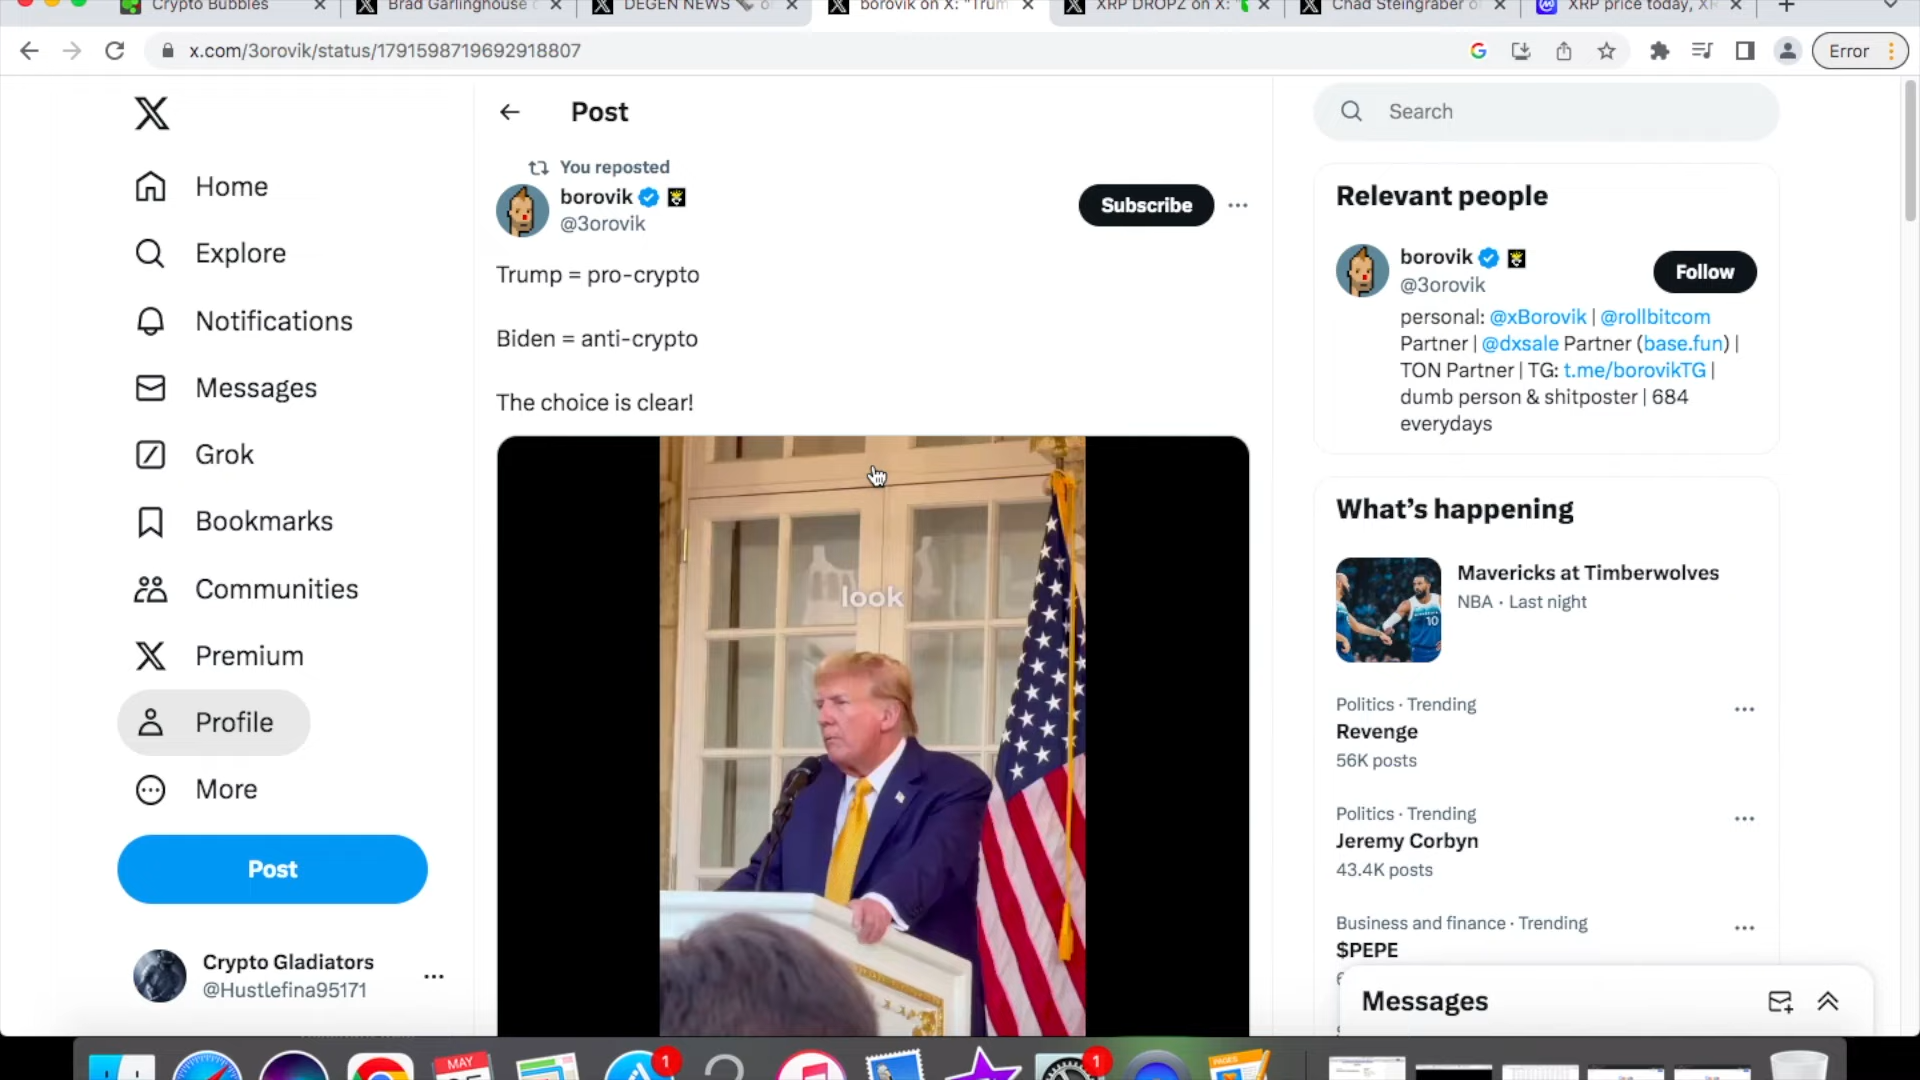 Crypto Bubbles
Brad Garlinghouse
DEGEN NEWS
borovik on X: "Trum
XRP DROPZ on X: "
Chad Steingraber o
XRP price today, XR
x.com/3orovik/status/1791598719692918807
Error
Post
Search
You reposted
borovik
@3orovik
Subscribe
Trump = pro-crypto
Biden = anti-crypto
The choice is clear!
look
Home
Explore
Notifications
Messages
Grok
Bookmarks
Communities
Premium
Profile
More
Post
Crypto Gladiators
@Hustlefina95171
Relevant people
borovik
@3orovik
Follow
personal: @xBorovik | @rollbitcom
Partner | @dxsale Partner (base.fun) |
TON Partner | TG: t.me/borovikTG |
dumb person & shitposter | 684
everydays
What's happening
Mavericks at Timberwolves
NBA · Last night
10
Politics · Trending
Revenge
56K posts
Politics · Trending
Jeremy Corbyn
43.4K posts
Business and finance · Trending
$PEPE
Messages
MAY
1
1
PAGES